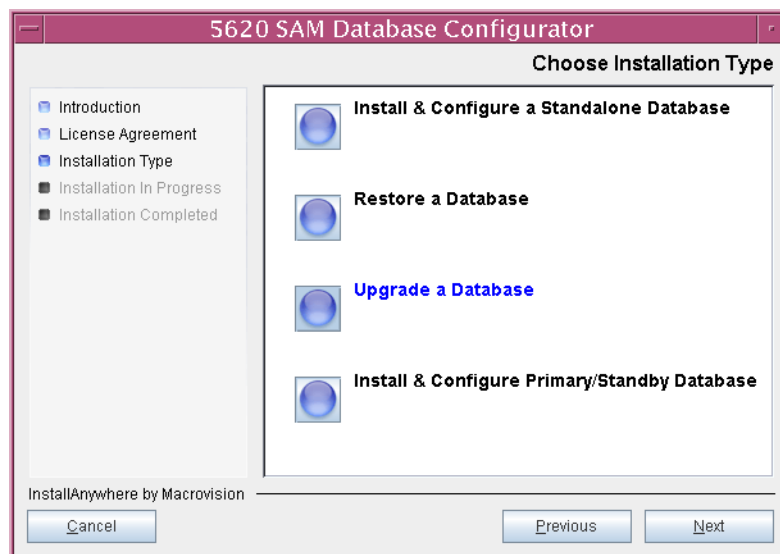 5620 SAM Database Configurator
Choose Installation Type
Introduction
License Agreement
Installation Type
Installation In Progress
Installation Completed
Install & Configure a Standalone Database
Restore a Database
Upgrade a Database
Install & Configure Primary/Standby Database
InstallAnywhere by Macrovision
Cancel
Previous
Next